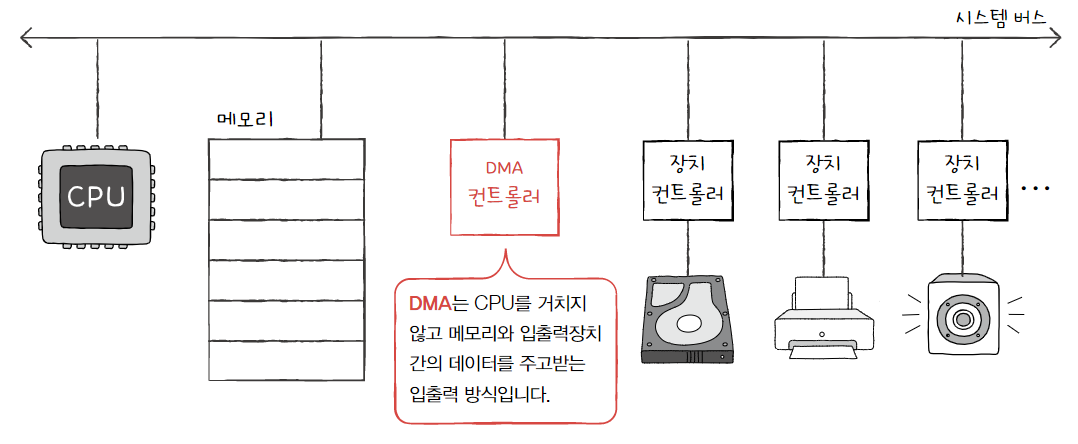 시스템 버스
메모리
CPU
DMA
컨트롤러
장치
컨트롤러
장치
컨트롤러
장치
컨트롤러
...
DMA는 CPU를 거치지
않고 메모리와 입출력장치
간의 데이터를 주고받는
입출력 방식입니다.